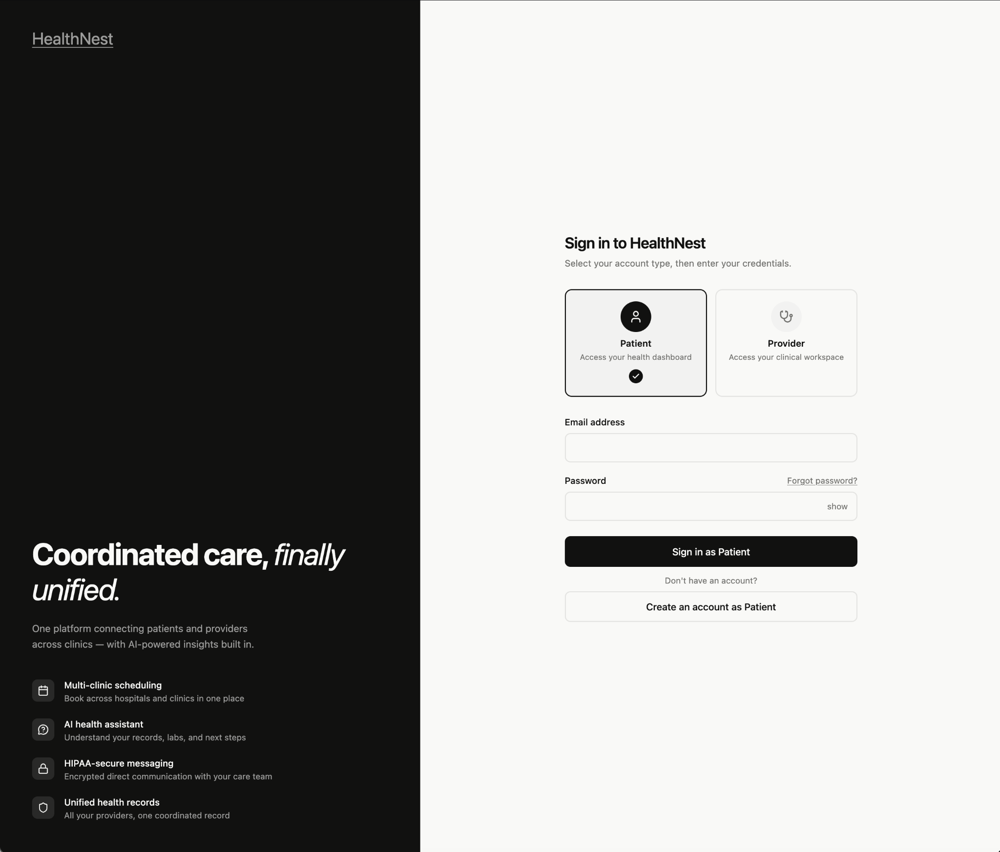 HealthNest
Coordinated care, finally
unified.
One platform connecting patients and providers
across clinics — with AI-powered insights built in.
Multi-clinic scheduling
Book across hospitals and clinics in one place
AI health assistant
Understand your records, labs, and next steps
HIPAA-secure messaging
Encrypted direct communication with your care team
Unified health records
All your providers, one coordinated record
Sign in to HealthNest
Select your account type, then enter your credentials.
Patient
Access your health dashboard
Provider
Access your clinical workspace
Email address
Password
Forgot password?
show
Sign in as Patient
Don't have an account?
Create an account as Patient